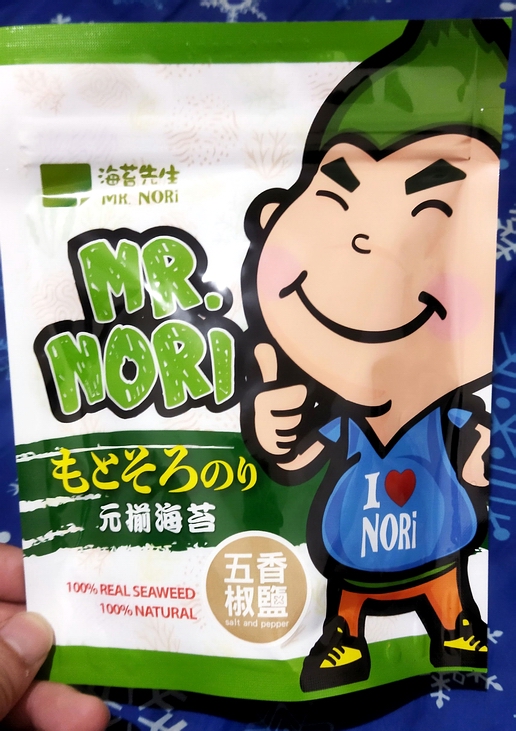 海苔先生
MR. NORi
MR.
NORI
もとそろのり
元揃海苔
100% REAL SEAWEED
100% NATURAL
五香
椒鹽
salt and pepper
I ❤
NORi